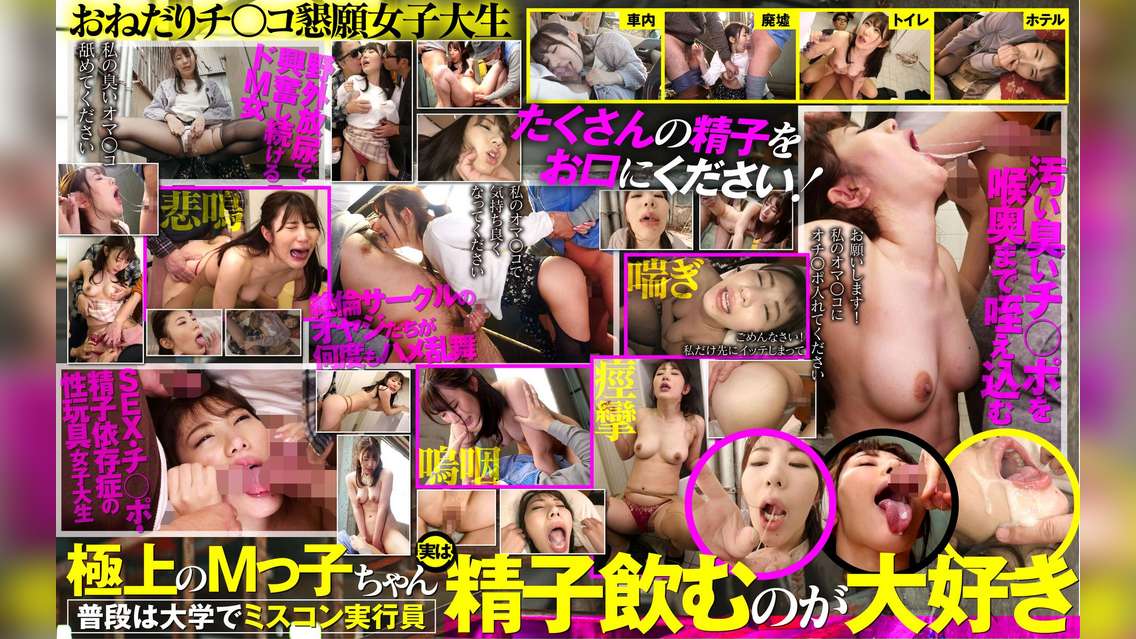 おねだりチ〇コ懇願女子大生
車内
廃墟
トイレ
ホテル
野外放尿で
興奮し続ける
ドM女
私の臭いオマ〇コ
舐めてください
たくさんの精子を
お口にください!
汚い臭いチ〇ポを
喉奥まで咥え込む
悲鳴
私のオマ〇コで
気持ち良く
なってください
お願いします!
私のオマ〇コに
オチ〇ポ入れてください
喘ぎ
ごめんなさい!
私だけ先にイッテしまって
絶倫サークルの
オヤジたちが
何度もハメ乱舞
痙攣
SEX・チ〇ポ・
精子依存症の
性玩具女子大生
嗚咽
極上のMっ子ちゃん
実は
精子飲むのが大好き
普段は大学でミスコン実行員